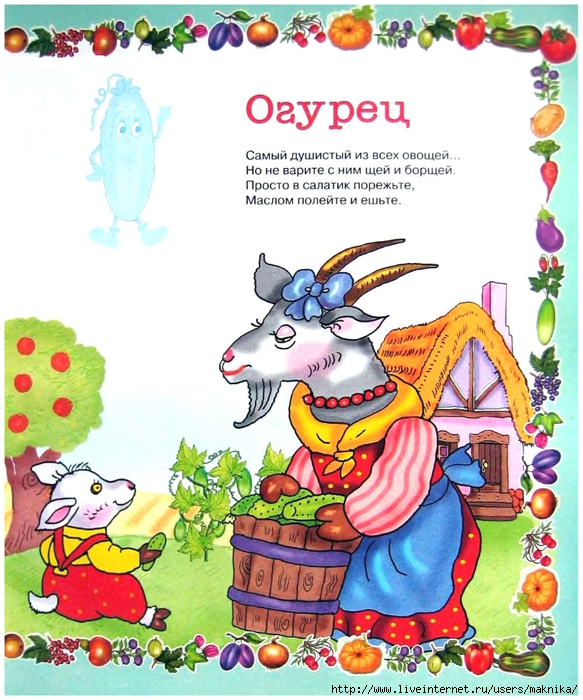 Огурец
Самый душистый из всех овощей...
Но не варите с ним щей и борщей.
Просто в салатик порежьте,
Маслом полейте и ешьте.
http://www.liveinternet.ru/users/maknika/